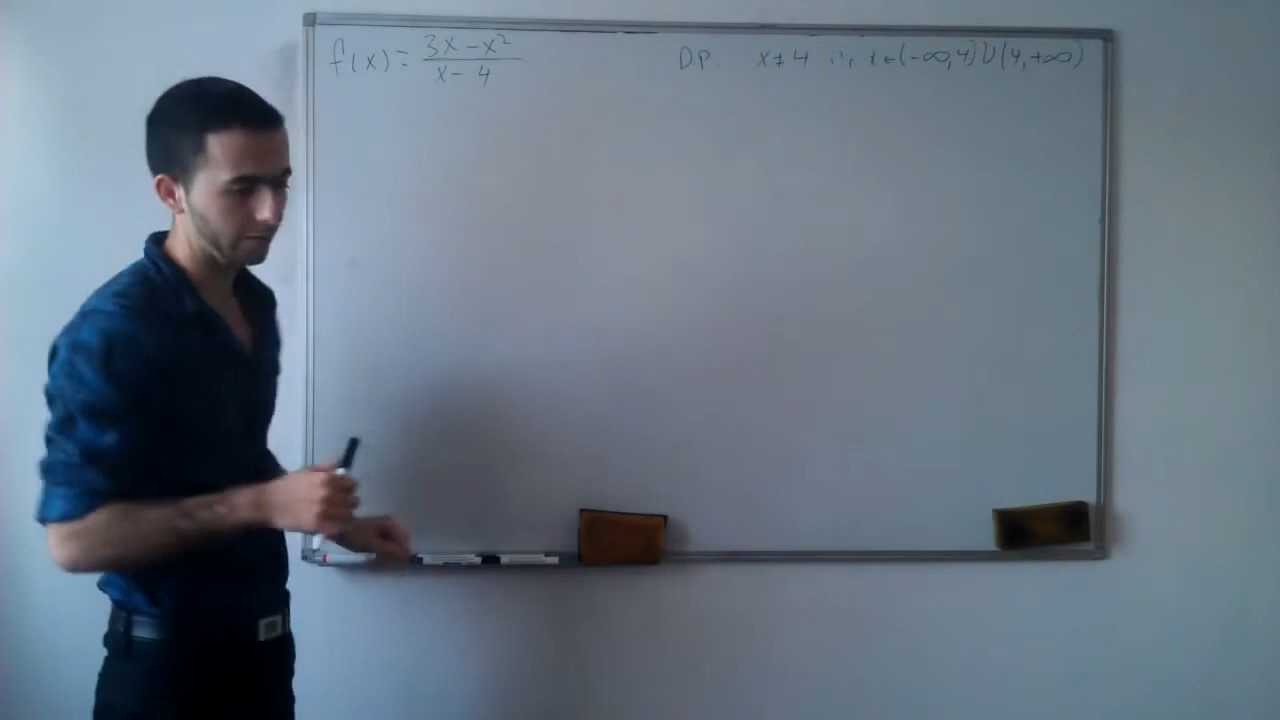 f(x) = (3x - x²)/(x - 4)
D.P. x ≠ 4 i.i. x ∈ (-∞, 4) ∪ (4, +∞)